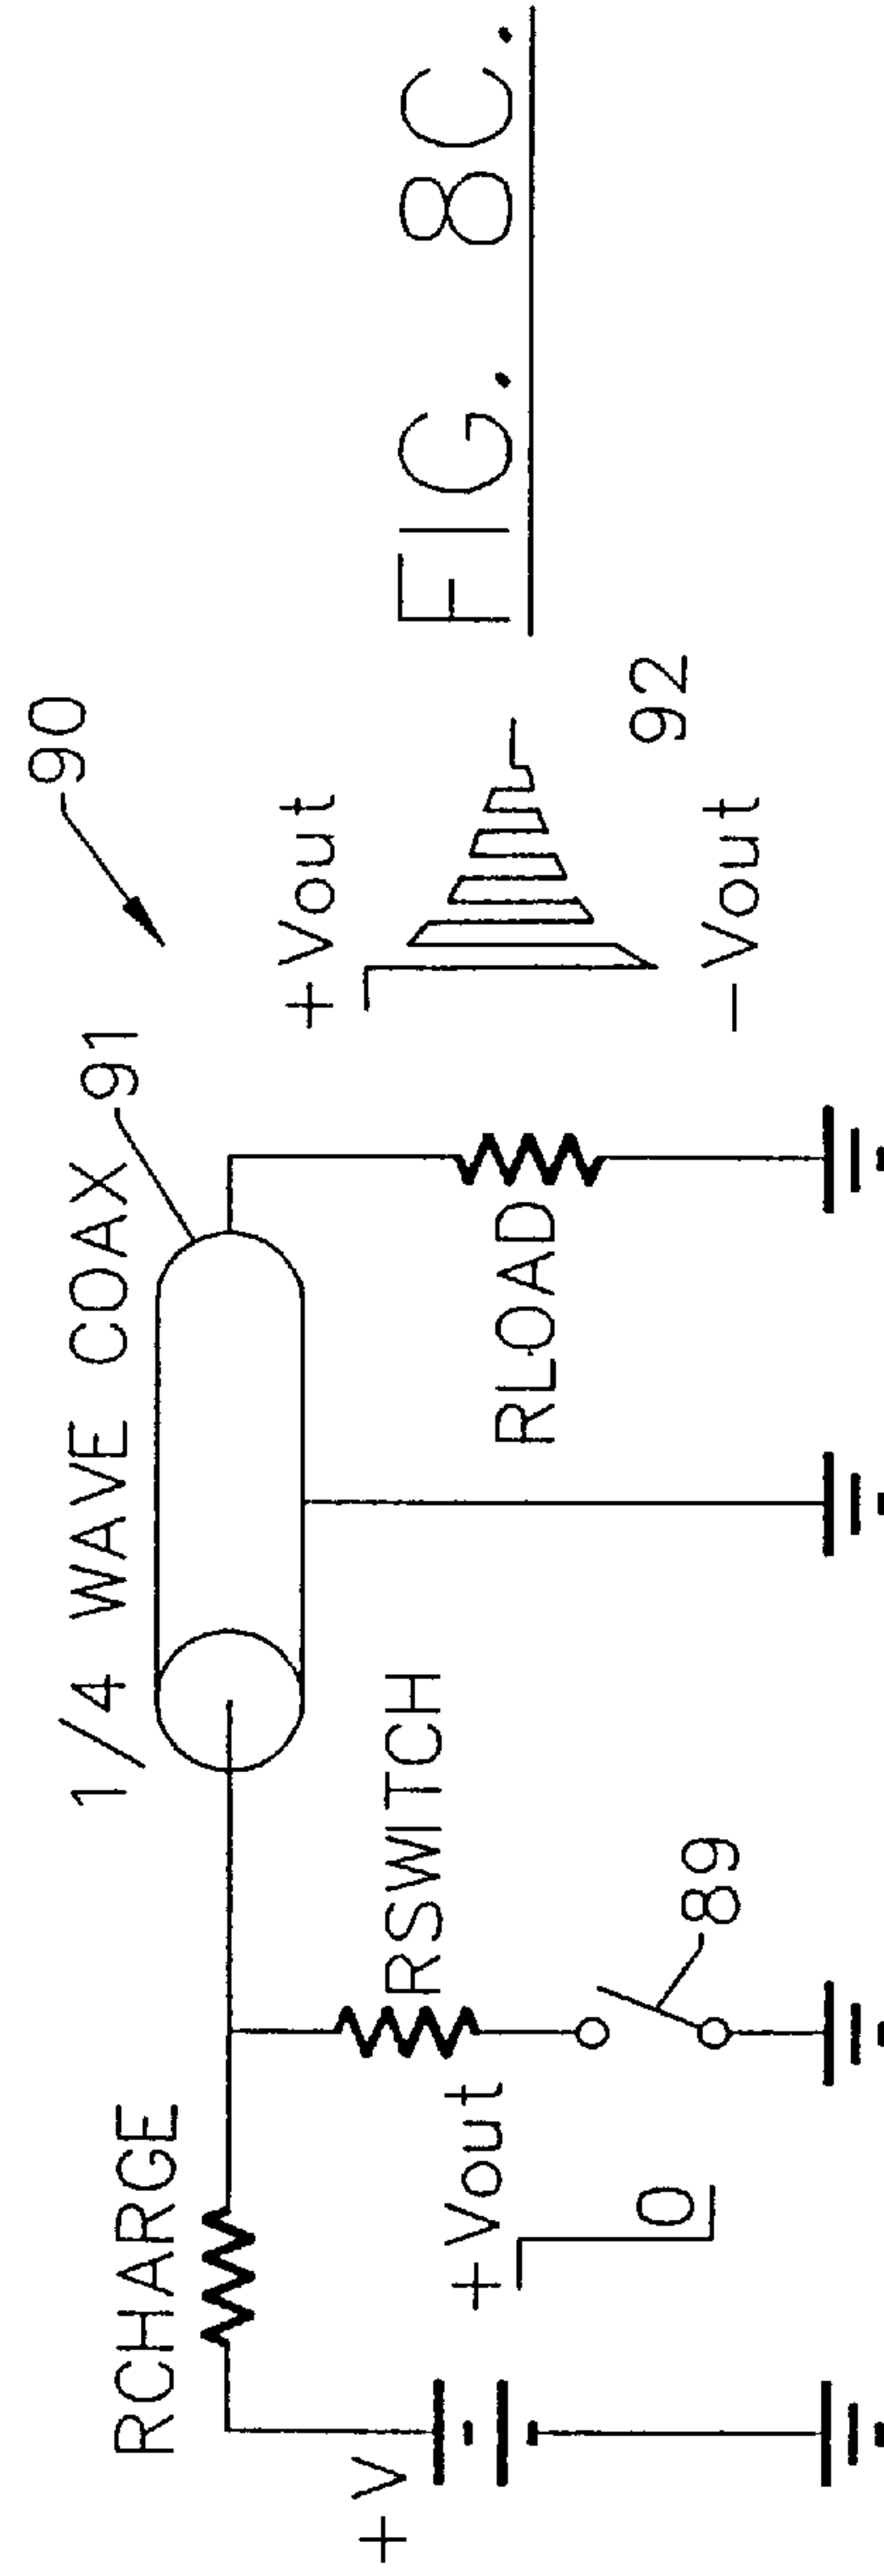 90
1/4 WAVE COAX 91
RCHARGE
RSWITCH
+V
+Vout
0
89
RLOAD
+Vout
-Vout
92
FIG. 8C.